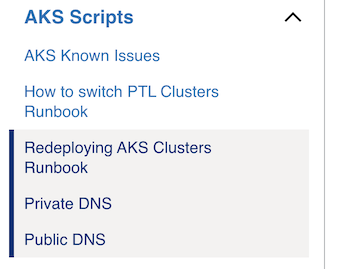 AKS Scripts
AKS Known Issues
How to switch PTL Clusters
Runbook
Redeploying AKS Clusters
Runbook
Private DNS
Public DNS